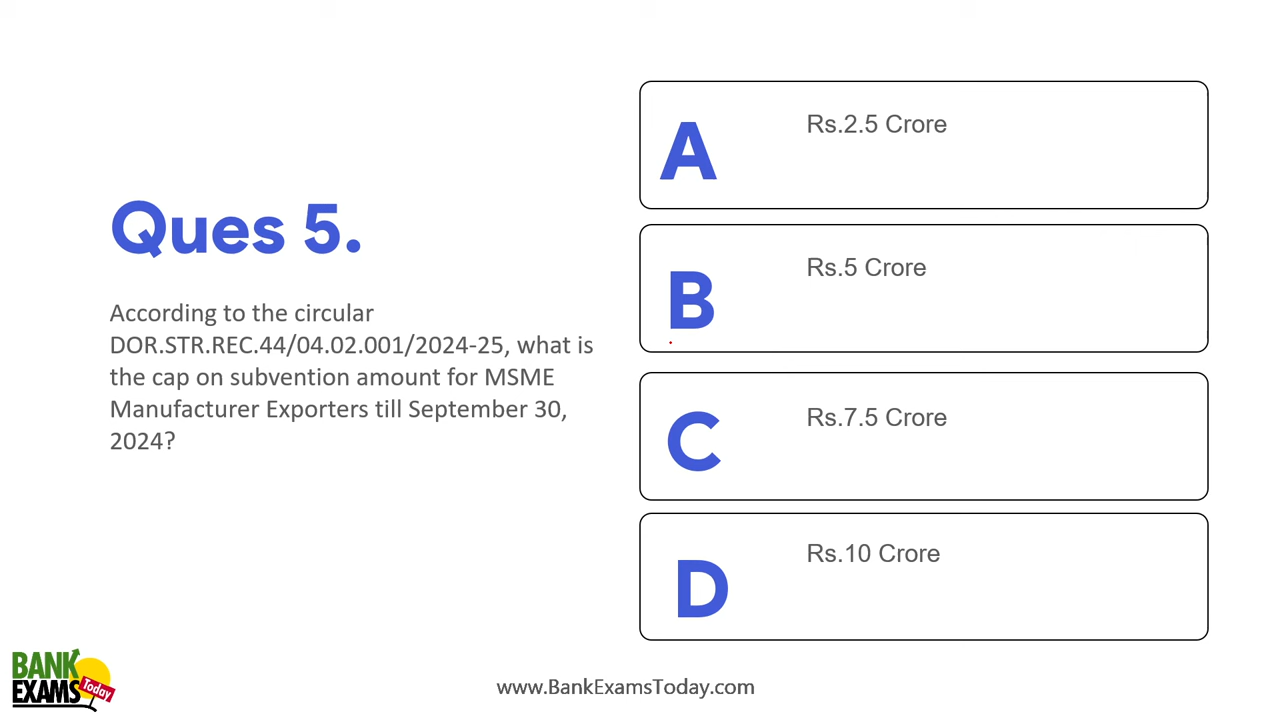 Ques 5.
According to the circular
DOR.STR.REC.44/04.02.001/2024-25, what is
the cap on subvention amount for MSME
Manufacturer Exporters till September 30,
2024?
A
Rs.2.5 Crore
B
Rs.5 Crore
C
Rs.7.5 Crore
D
Rs.10 Crore
BANK
EXAMS
Today
www.BankExamsToday.com